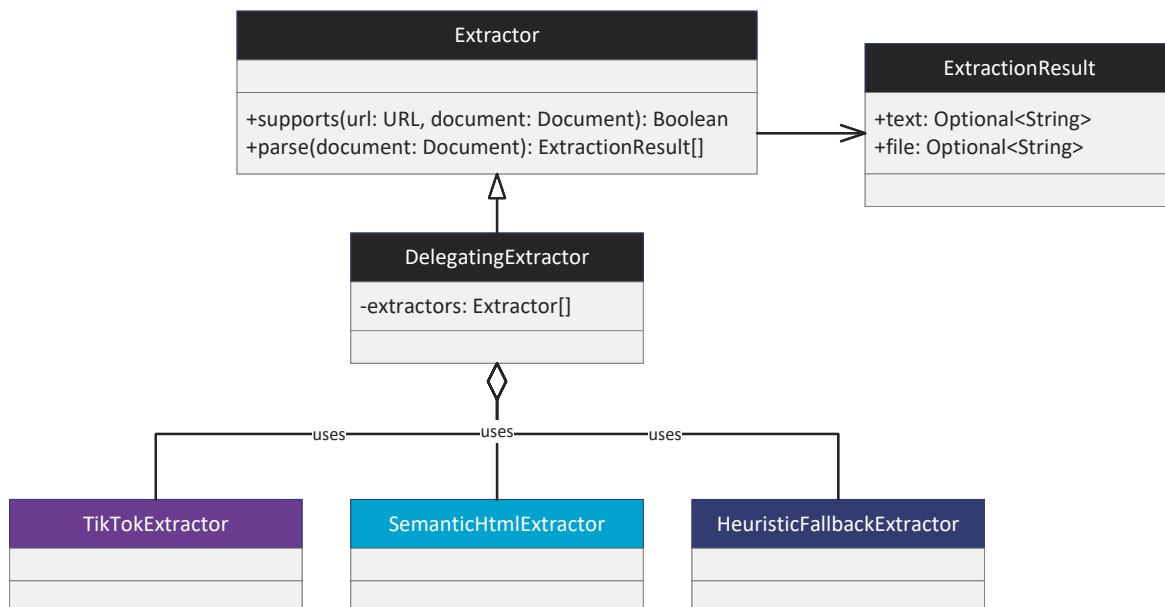 Extractor
+supports(url: URL, document: Document): Boolean
+parse(document: Document): ExtractionResult[]
ExtractionResult
+text: Optional<String>
+file: Optional<String>
DelegatingExtractor
-extractors: Extractor[]
uses
uses
uses
TikTokExtractor
SemanticHtmlExtractor
HeuristicFallbackExtractor